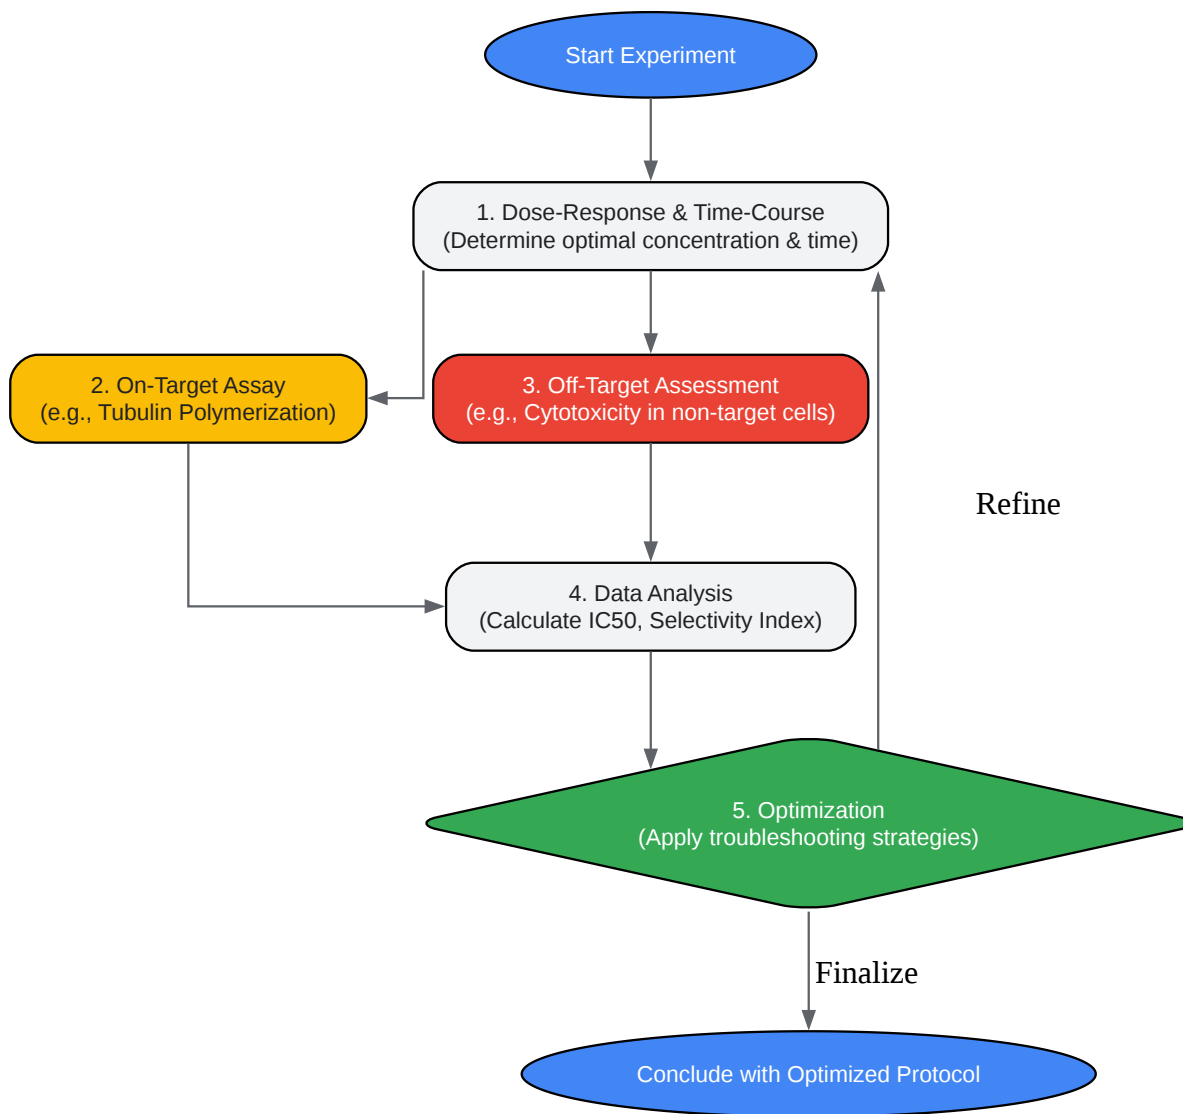 Start Experiment
1. Dose-Response & Time-Course
(Determine optimal concentration & time)
2. On-Target Assay
(e.g., Tubulin Polymerization)
3. Off-Target Assessment
(e.g., Cytotoxicity in non-target cells)
Refine
4. Data Analysis
(Calculate IC50, Selectivity Index)
5. Optimization
(Apply troubleshooting strategies)
Finalize
Conclude with Optimized Protocol